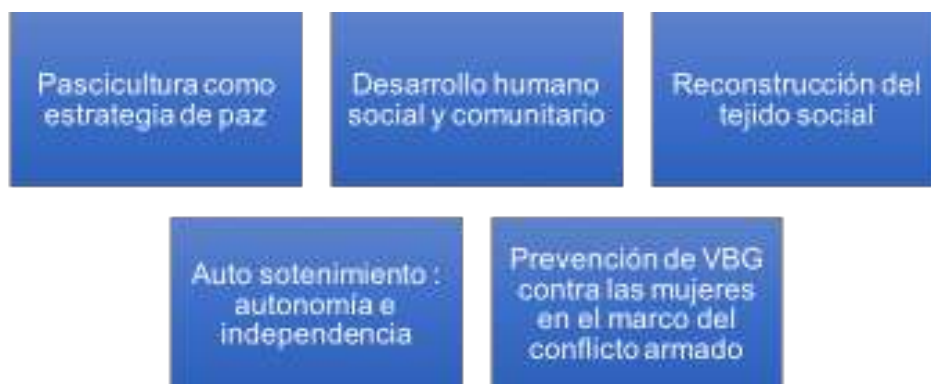 Pascicultura como
estrategia de paz
Desarrollo humano
social y comunitario
Reconstrucción del
tejido social
Auto sotenimiento :
autonomía e
independencia
Prevención de VBG
contra las mujeres
en el marco del
conflicto armado